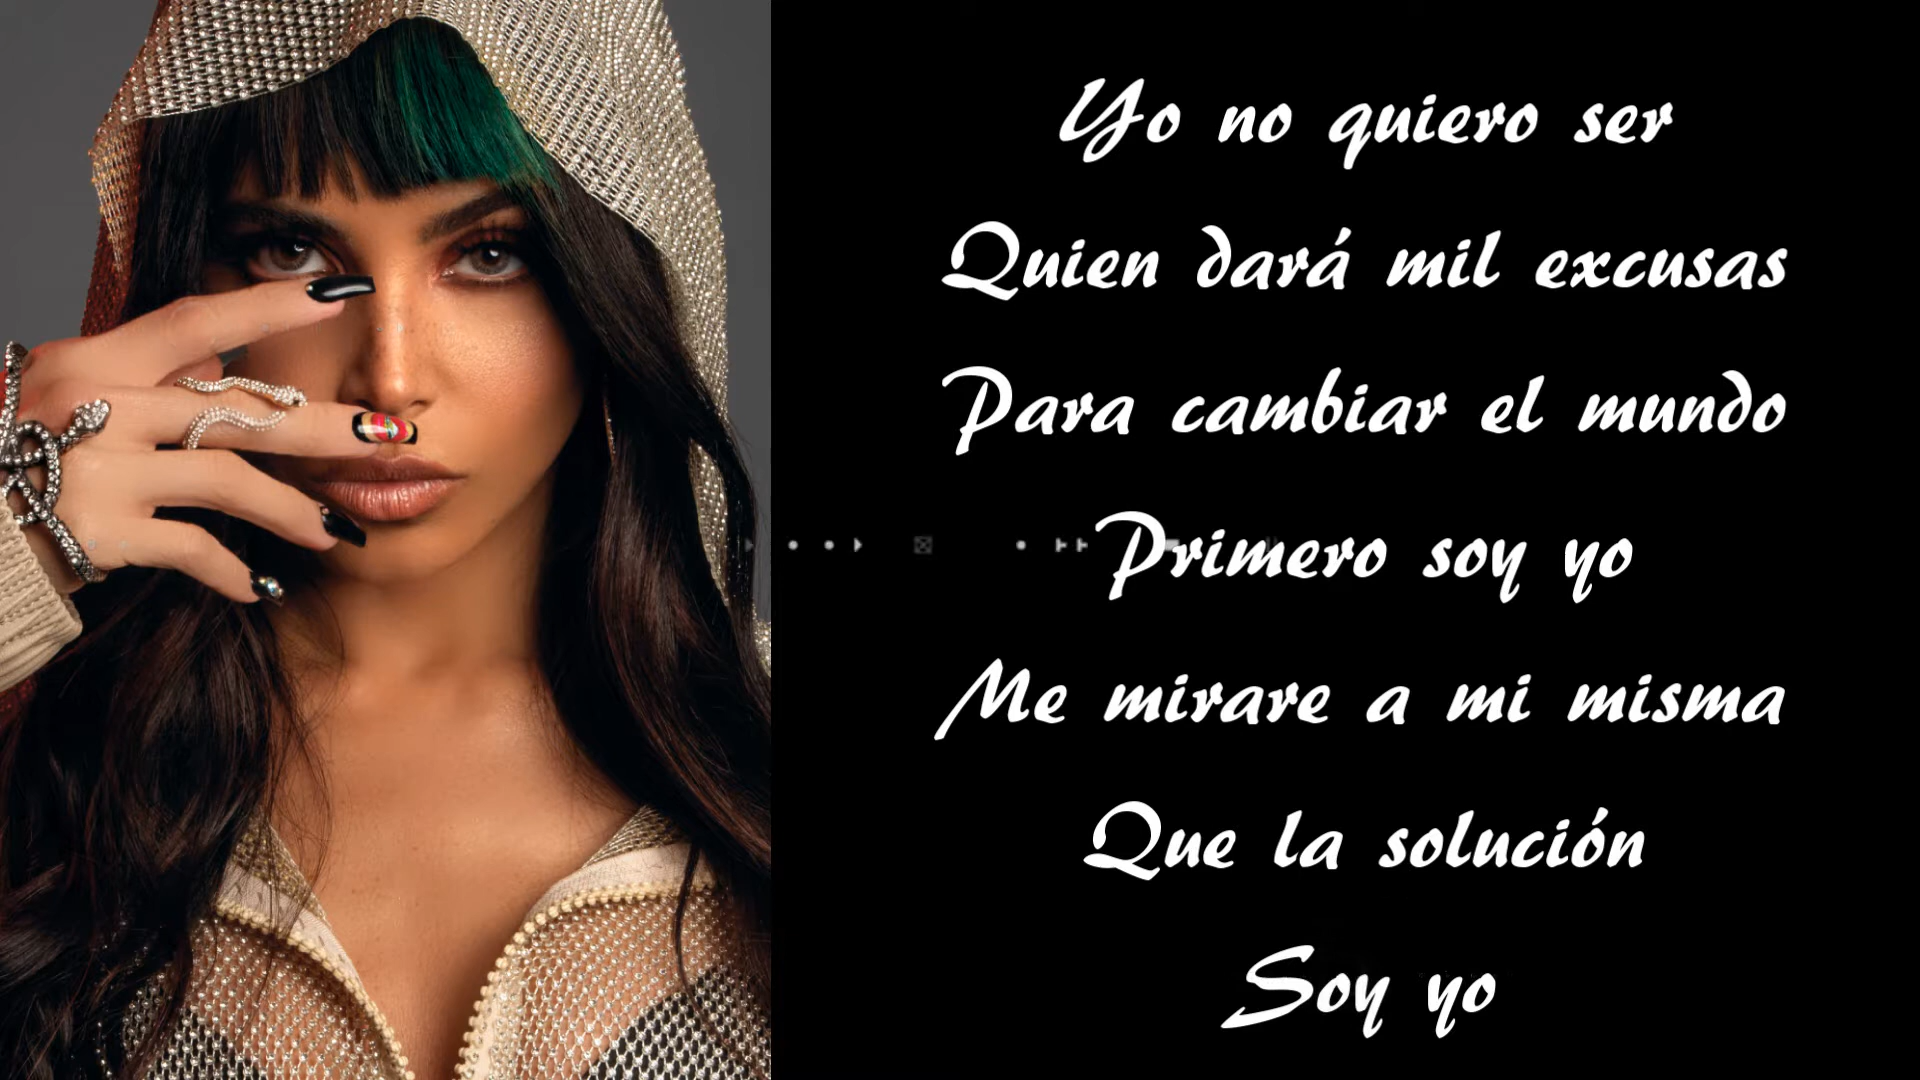 Yo no quiero ser
Quien dará mil excusas
Para cambiar el mundo
Primero soy yo
Me mirare a mi misma
Que la solución
Soy yo